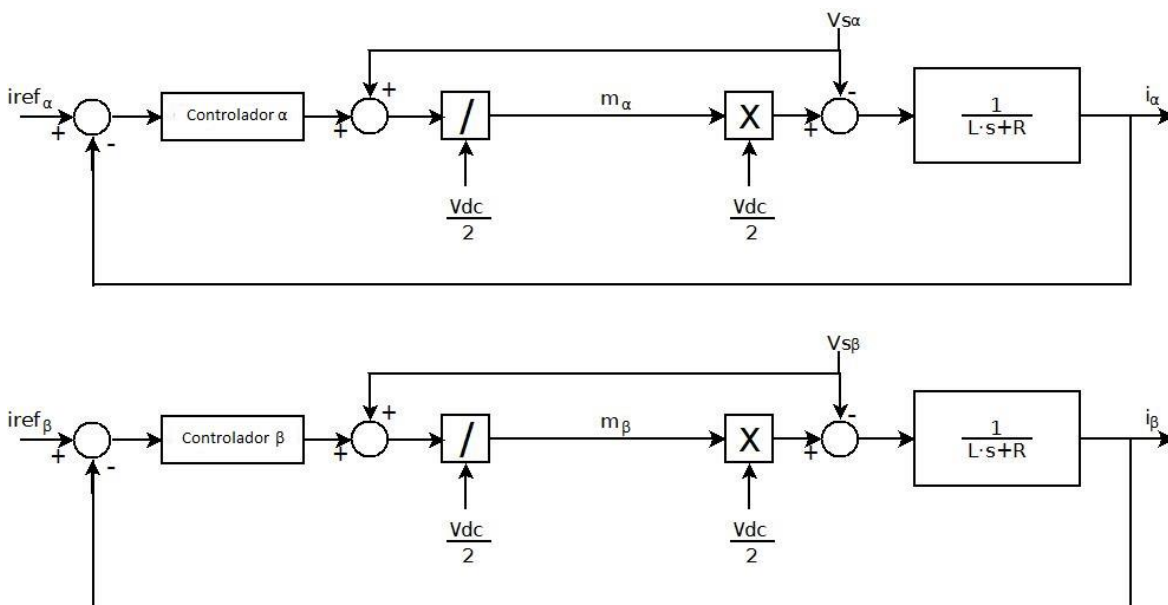 Vsα
irefα
+
-
Controlador α
+
+
/
mα
X
+
-
1
L·s+R
iα
Vdc
2
Vdc
2
Vsβ
irefβ
+
-
Controlador β
+
+
/
mβ
X
+
-
1
L·s+R
iβ
Vdc
2
Vdc
2